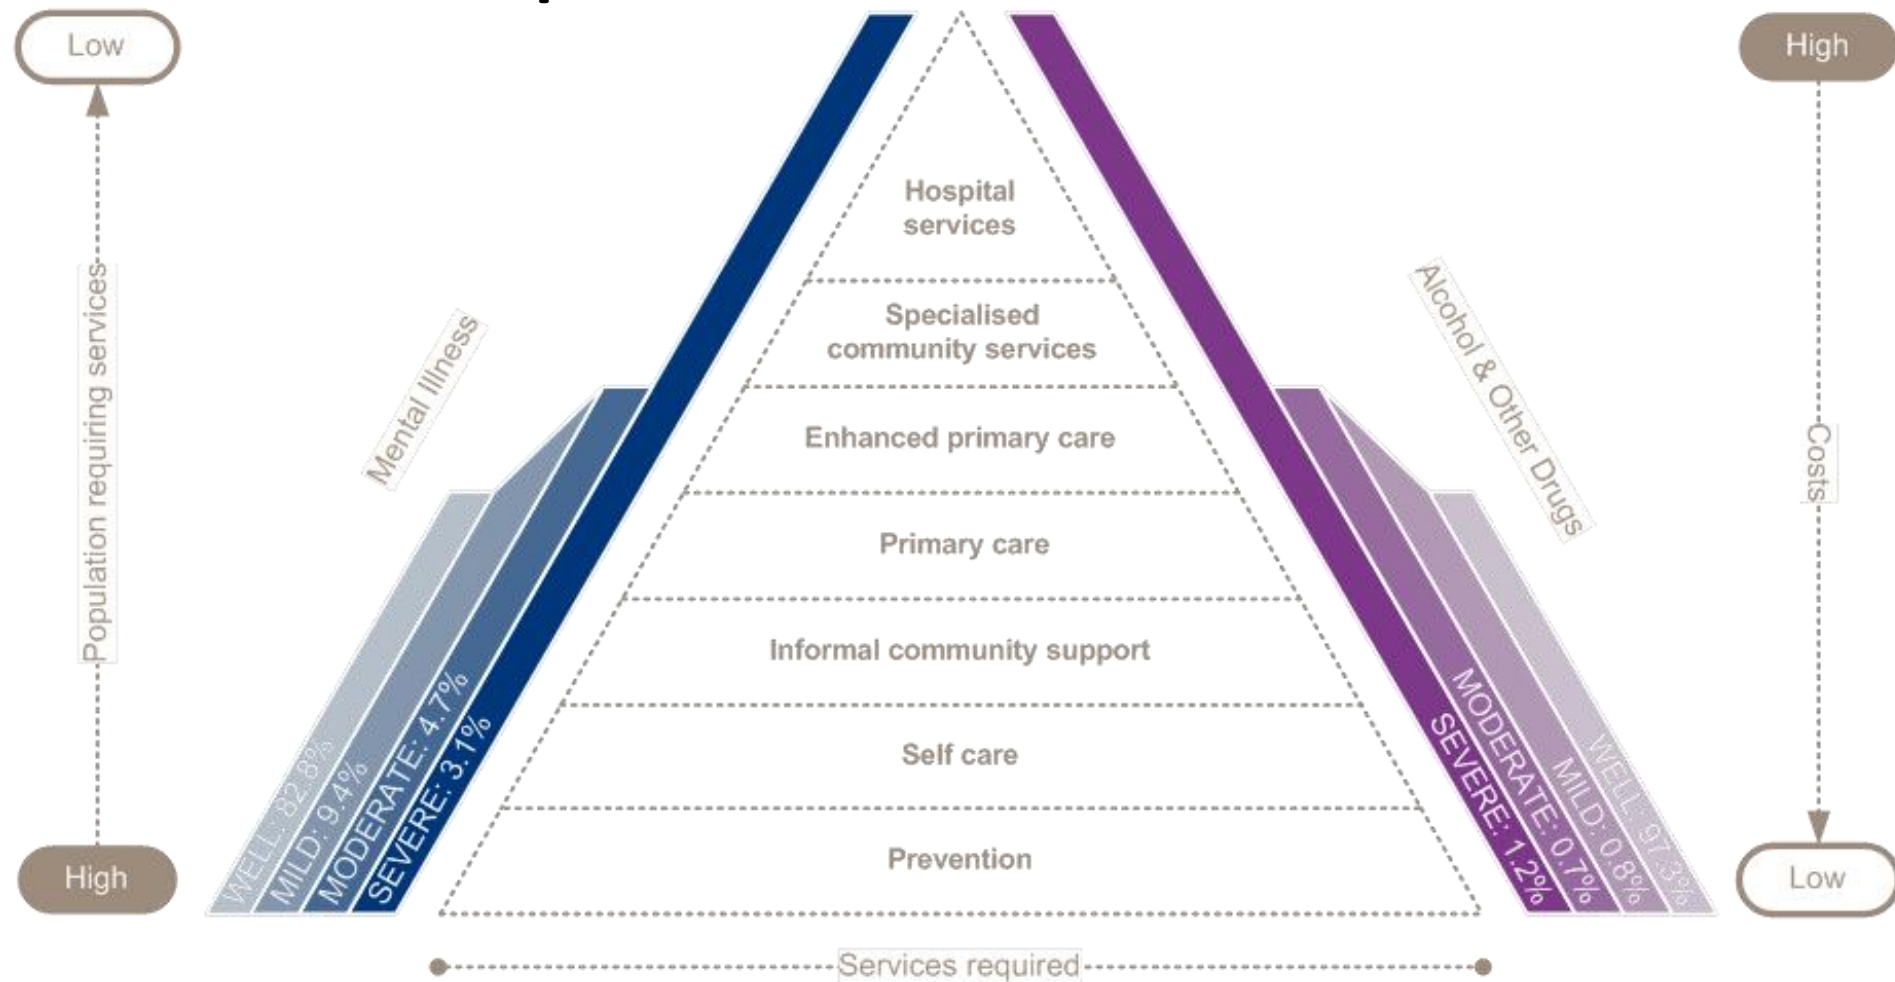 Low
High
Population requiring services
Mental Illness
Hospital
services
Specialised
community services
Enhanced primary care
Primary care
Informal community support
Self care
Prevention
Alcohol & Other Drugs
Costs
WELL: 82.8%
MILD: 9.4%
MODERATE: 4.7%
SEVERE: 3.1%
SEVERE: 1.2%
MODERATE: 0.7%
MILD: 0.8%
WELL: 97.3%
High
Low
Services required